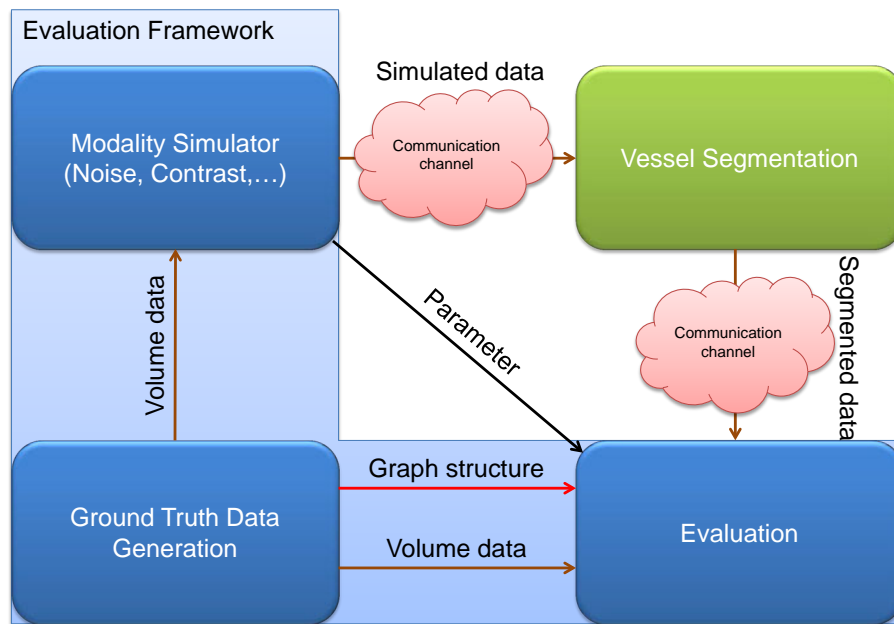 Evaluation Framework
Simulated data
Modality Simulator
(Noise, Contrast,…)
Communication
channel
Vessel Segmentation
Volume data
Parameter
Communication
channel
Segmented data
Ground Truth Data
Generation
Graph structure
Volume data
Evaluation